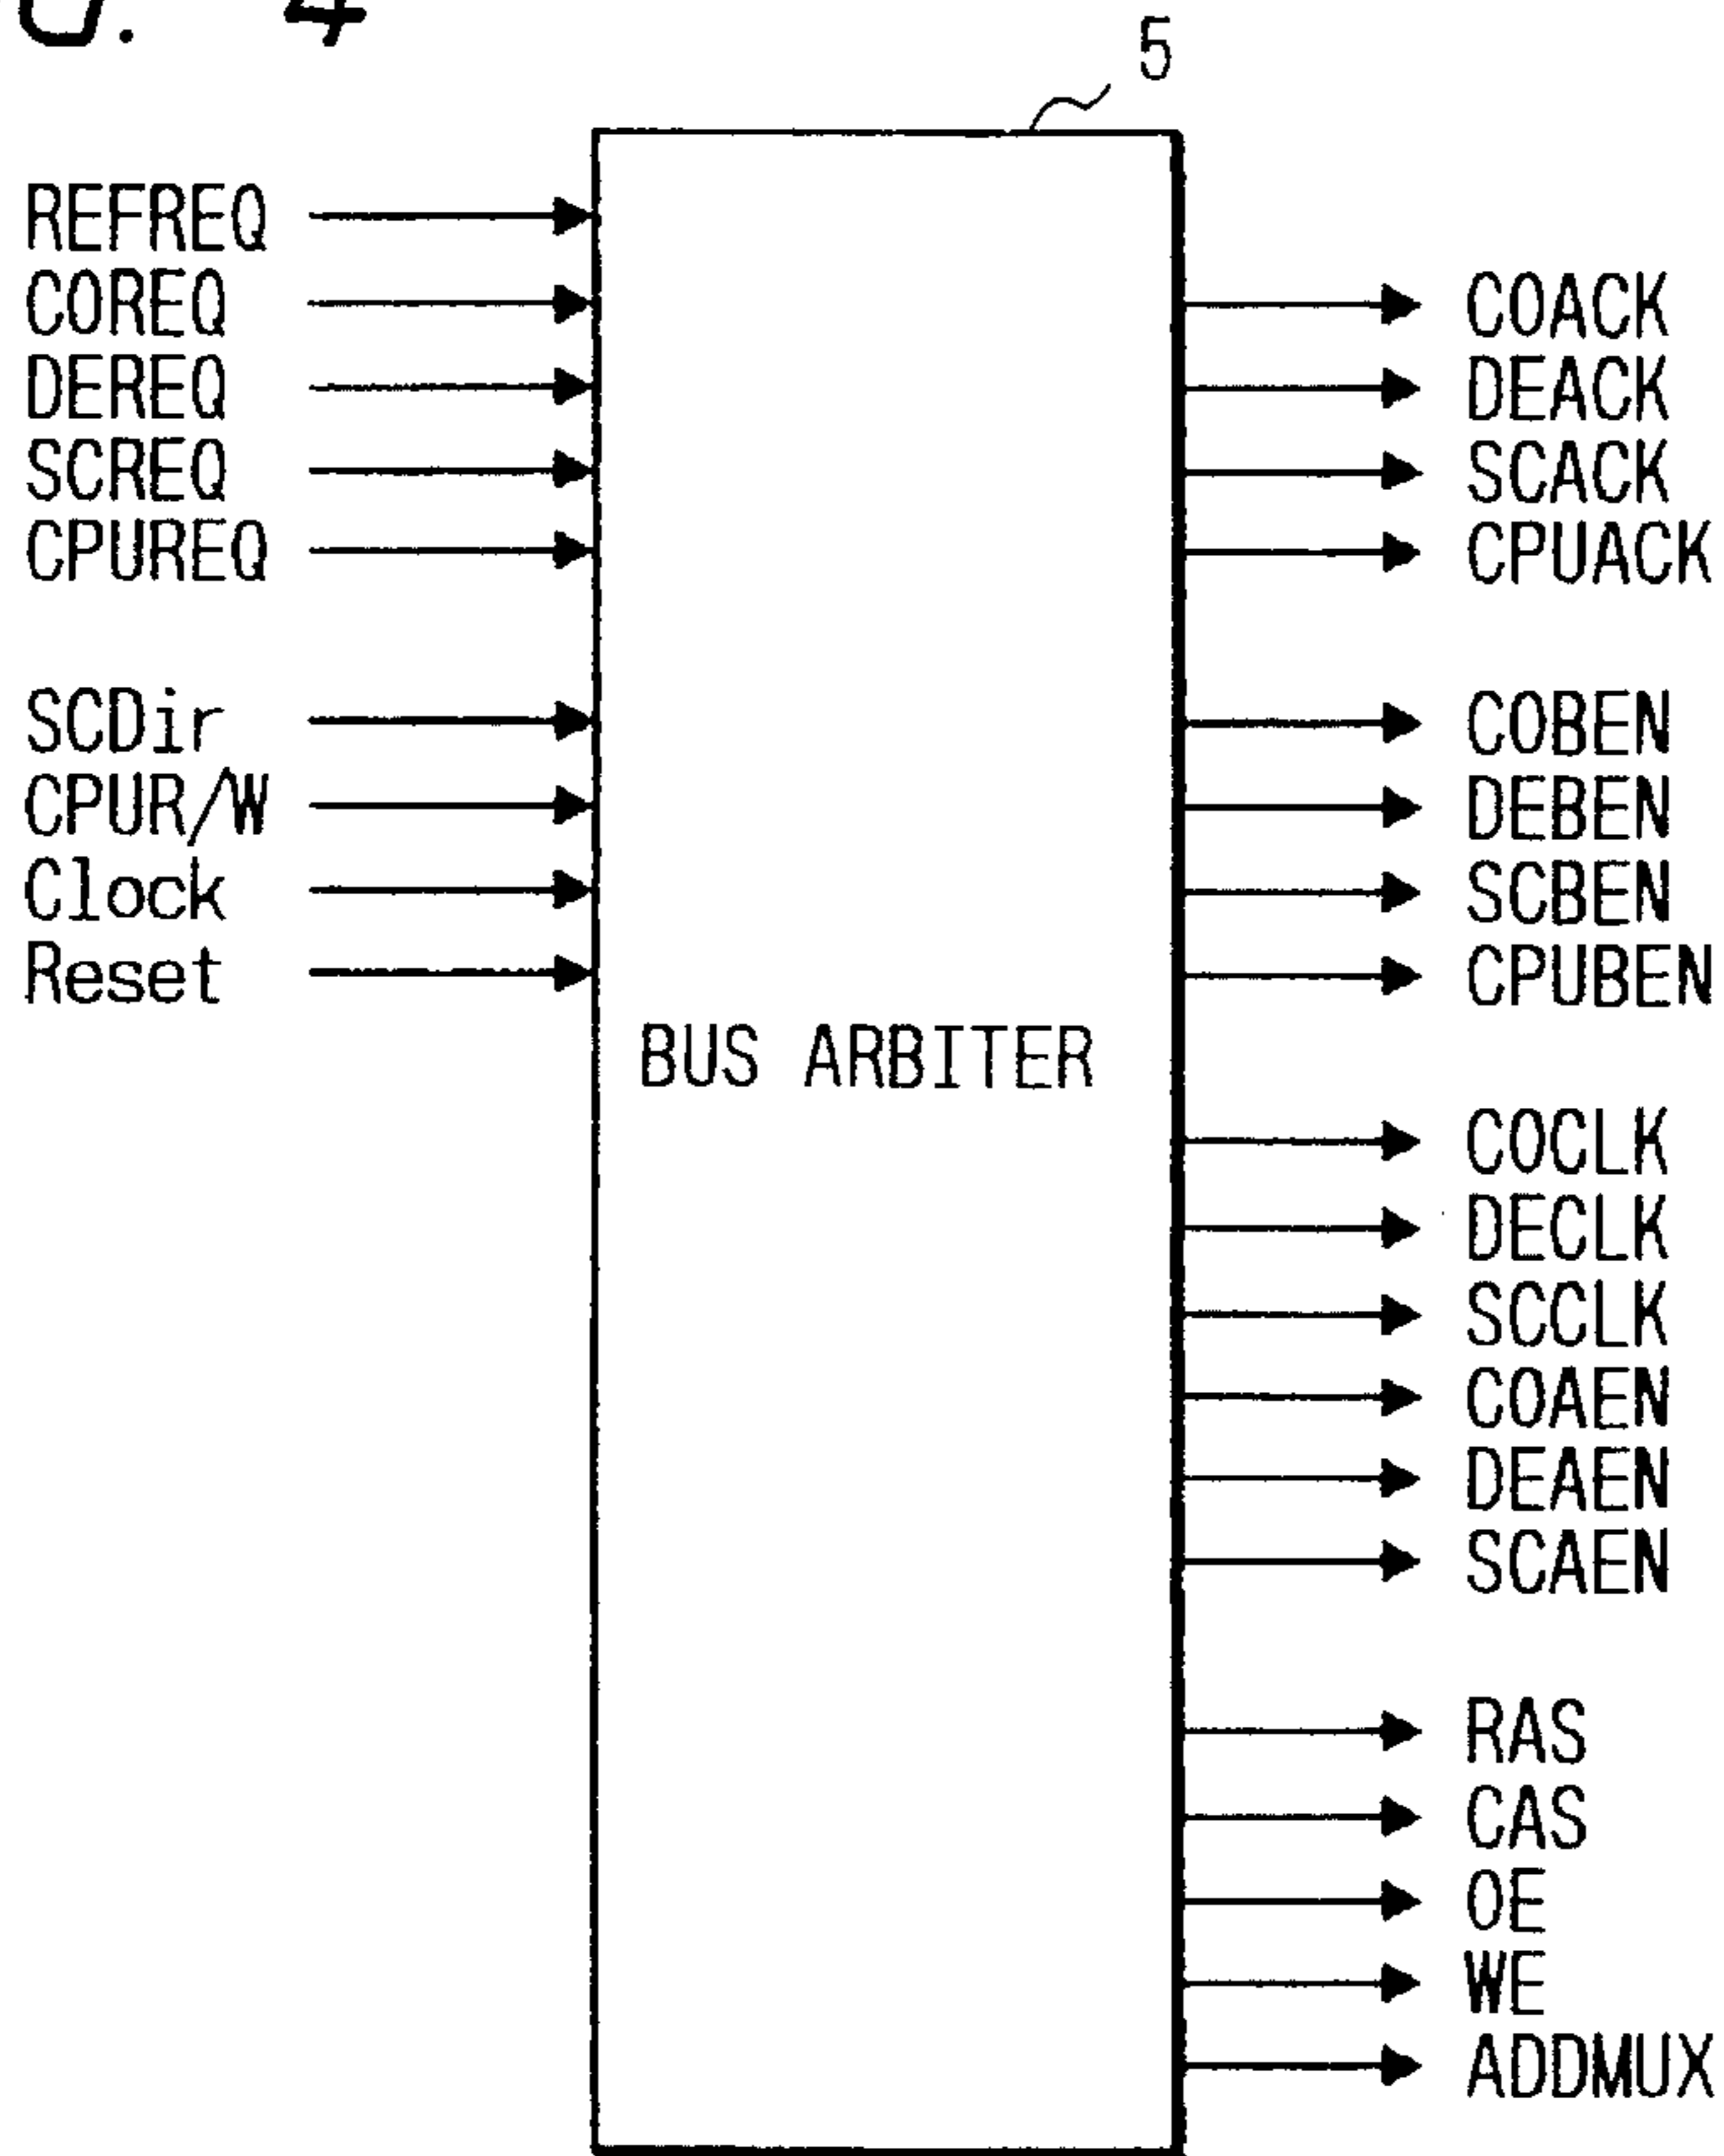 4
5
REFREQ
COREQ
DEREQ
SCREQ
CPUREQ
SCDir
CPUR/W
Clock
Reset
BUS ARBITER
COACK
DEACK
SCACK
CPUACK
COBEN
DEBEN
SCBEN
CPUBEN
COCLK
DECLK
SCCLK
COAEN
DEAEN
SCAEN
RAS
CAS
OE
WE
ADDMUX